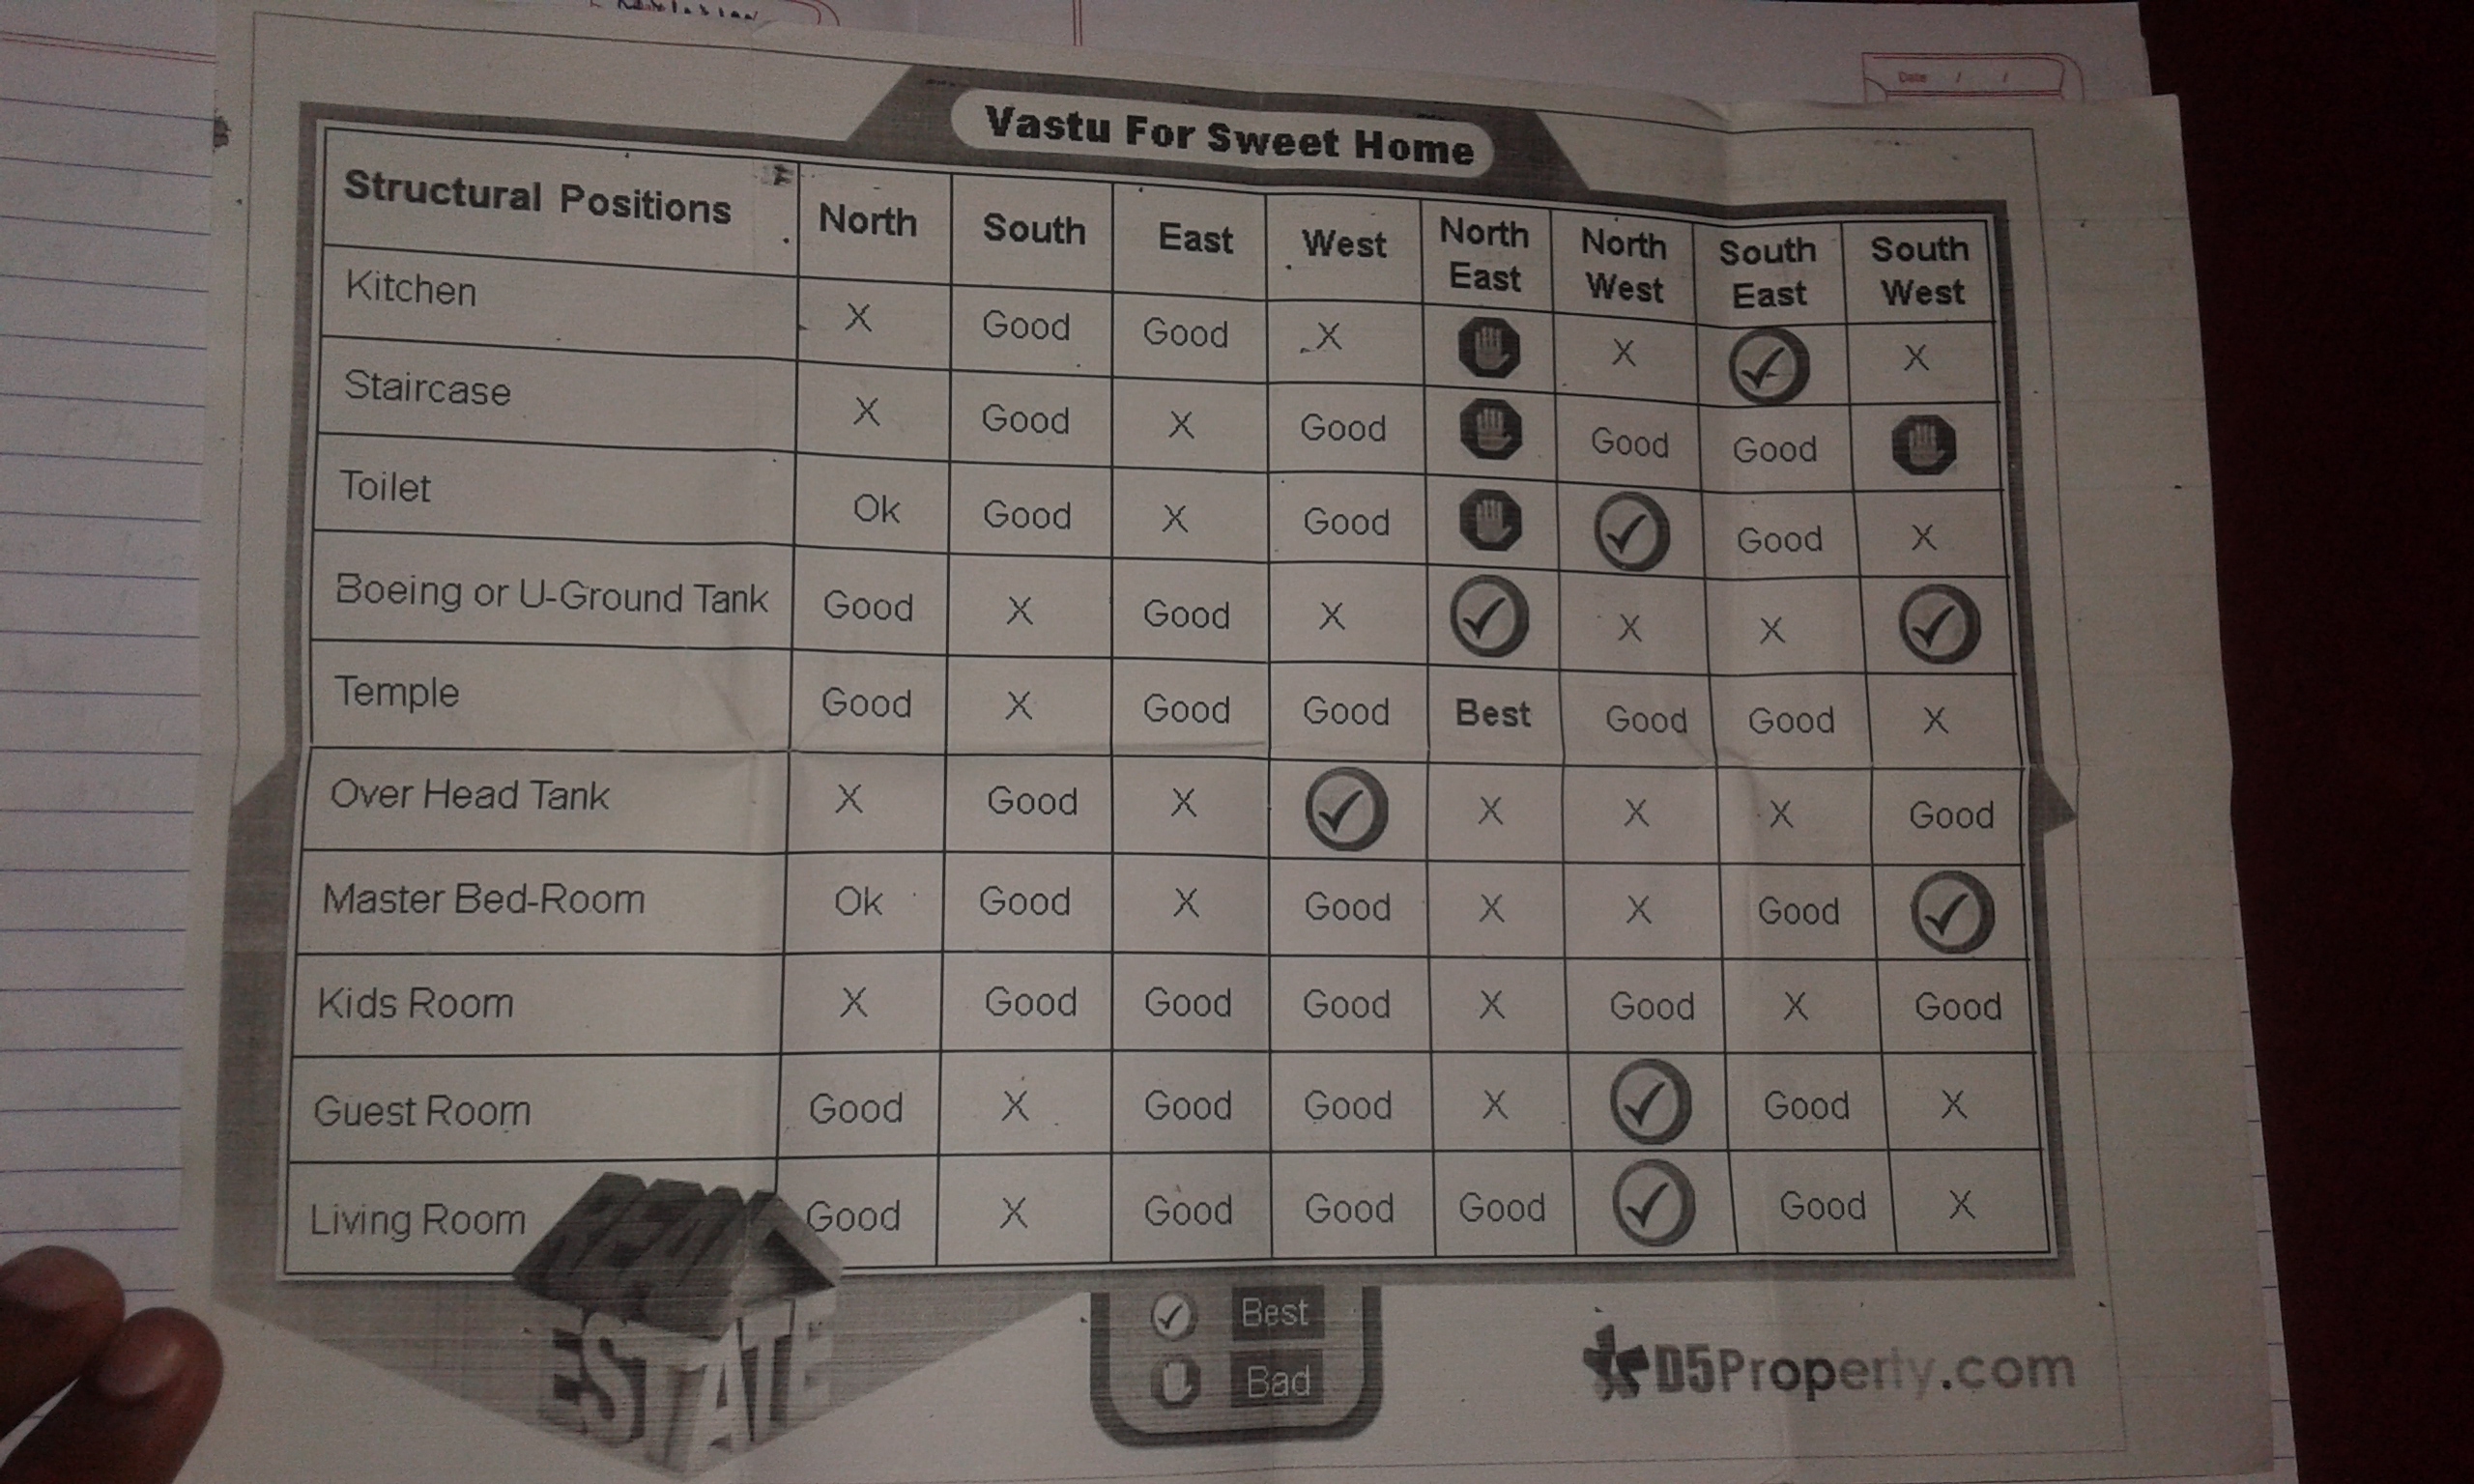 Vastu For Sweet Home
Structural Positions North South East West North East North West South East South West
Kitchen X Good Good X X X
Staircase X Good X Good Good Good
Toilet Ok Good X Good Good X
Boeing or U-Ground Tank Good X Good X X X
Temple Good X Good Good Best Good Good X
Over Head Tank X Good X X X X Good
Master Bed-Room Ok Good X Good X X Good
Kids Room X Good Good Good X Good X Good
Guest Room Good X Good Good X Good X
Living Room Good X Good Good Good Good X
REAL
ESTATE
Best
Bad
D5Property.com